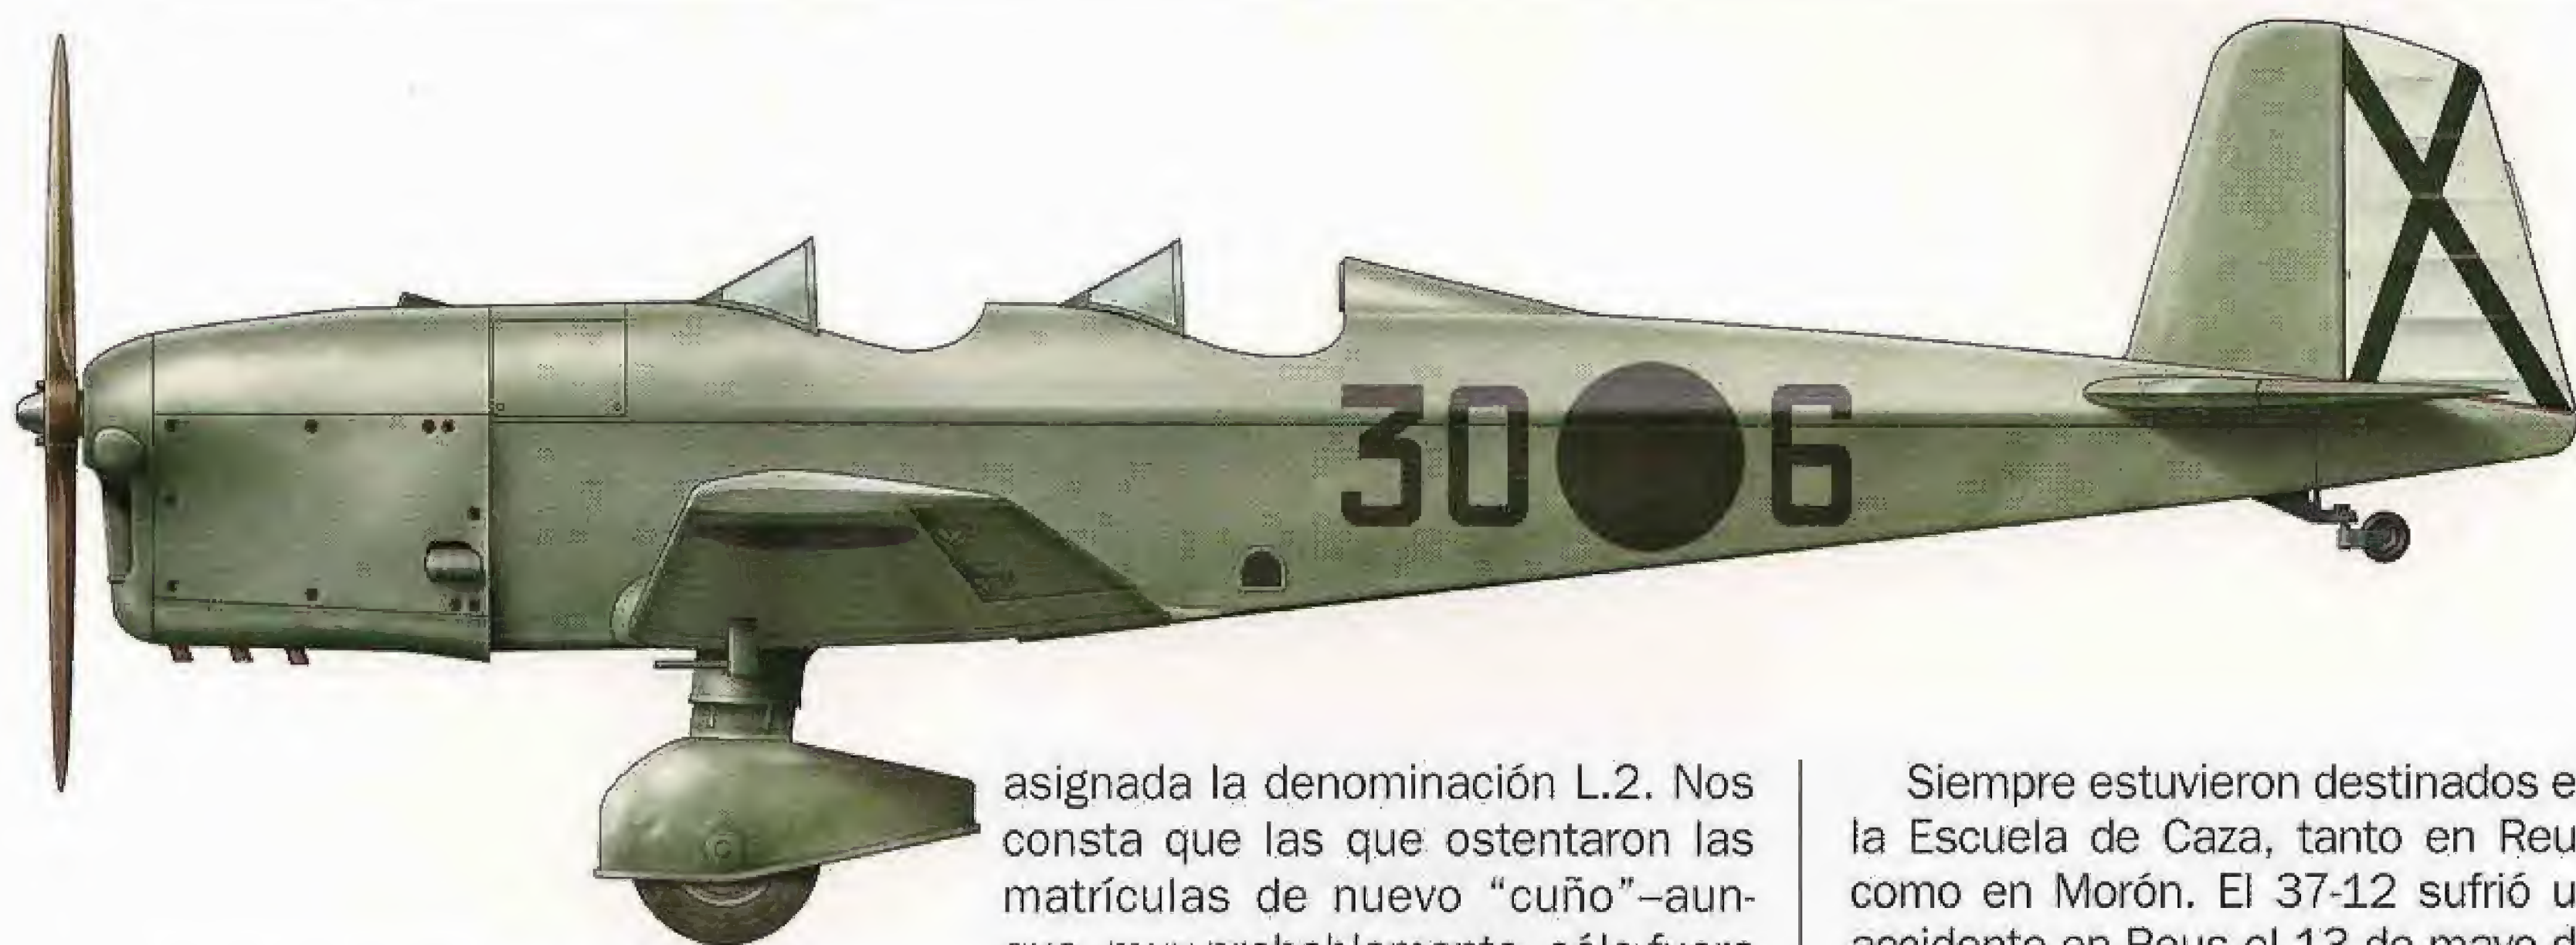 30 6
asignada la denominación L.2. Nos
consta que las que ostentaron las
matrículas de nuevo “cuño”–aun-
Siempre estuvieron destinados e
la Escuela de Caza, tanto en Reu
como en Morón. El 37-12 sufrió u